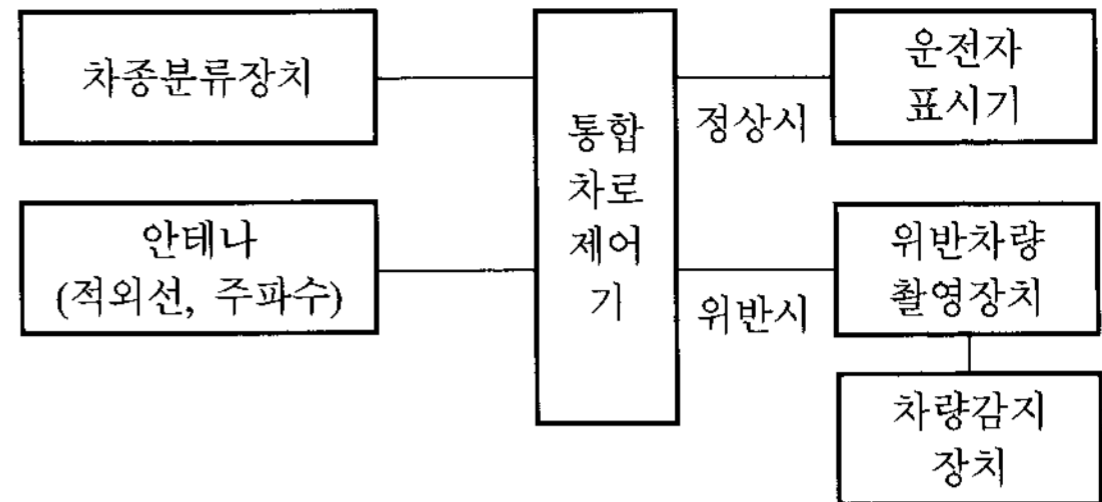 차종분류장치
안테나
(적외선, 주파수)
통합
차로
제어
기
정상시
위반시
운전자
표시기
위반차량
촬영장치
차량감지
장치